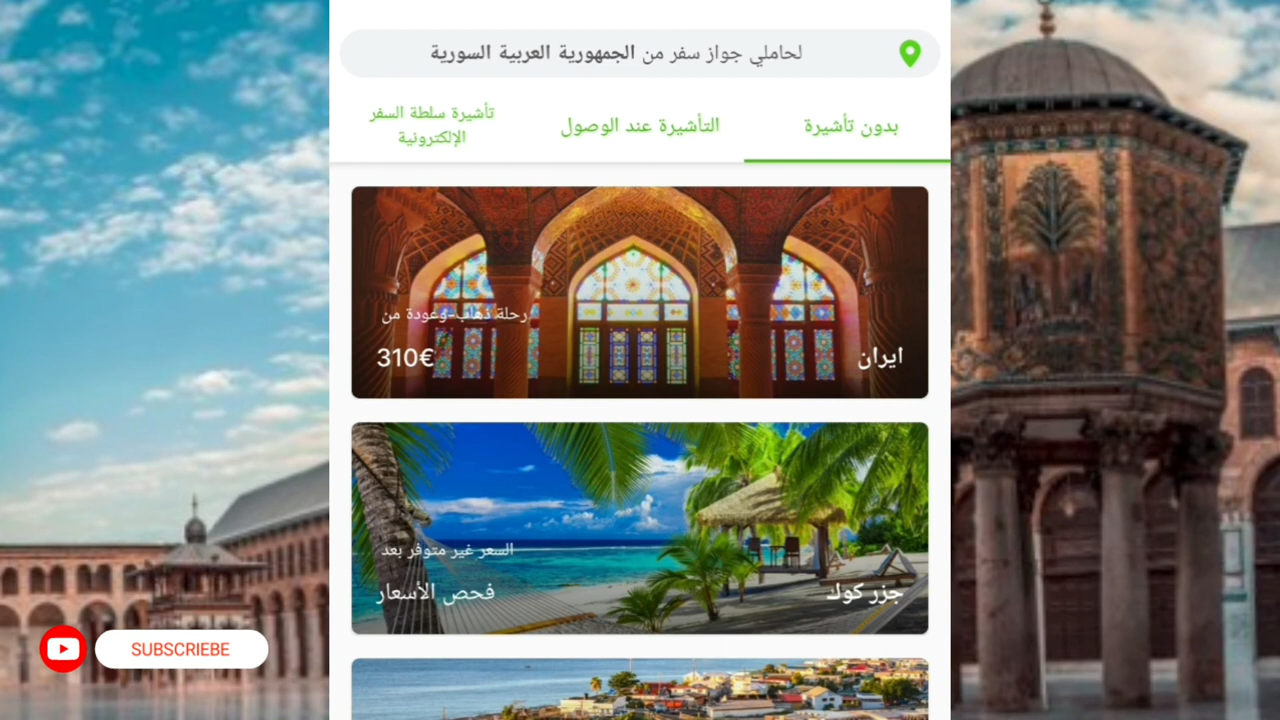 لحاملي جواز سفر من الجمهورية العربية السورية
بدون تأشيرة
التأشيرة عند الوصول
تأشيرة سلطة السفر
الإلكترونية
رحلة ذهاب-وعودة من
310€
ايران
السعر غير متوفر بعد
فحص الأسعار
جزر كوك
SUBSCRIEBE